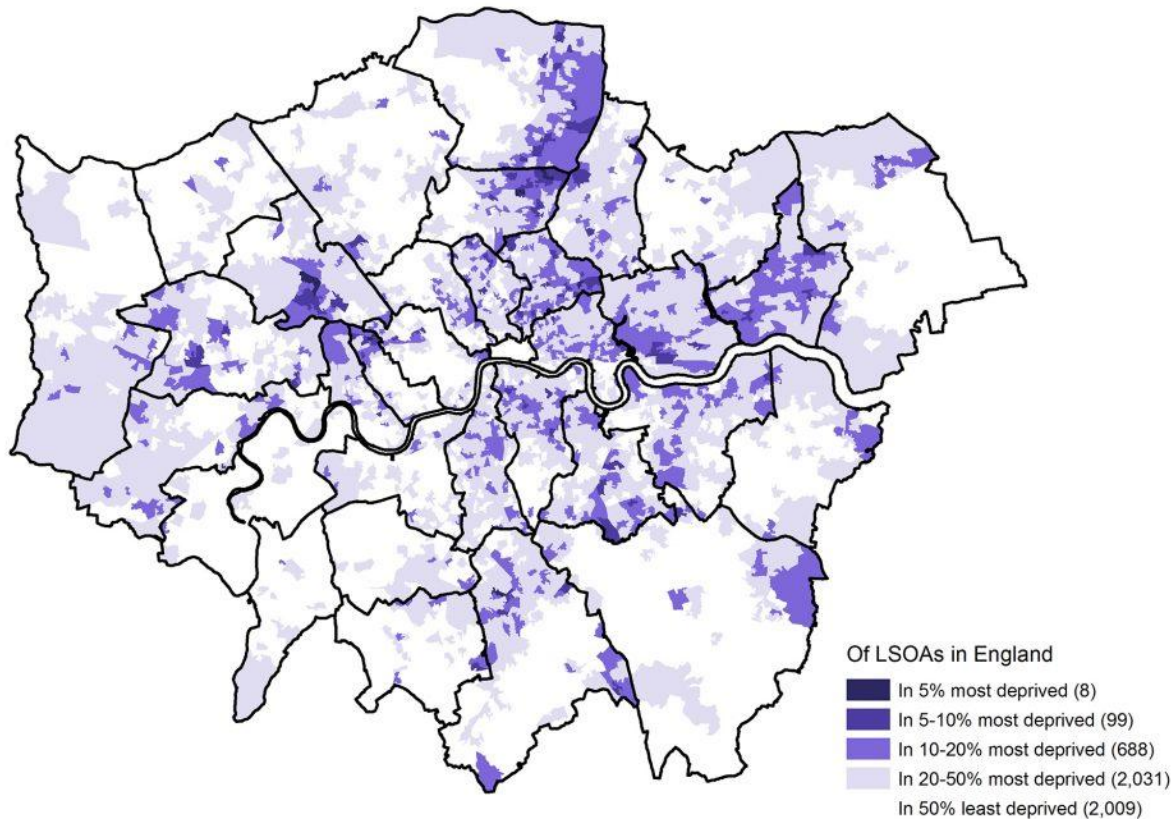 Of LSOAs in England
In 5% most deprived (8)
In 5-10% most deprived (99)
In 10-20% most deprived (688)
In 20-50% most deprived (2,031)
In 50% least deprived (2,009)